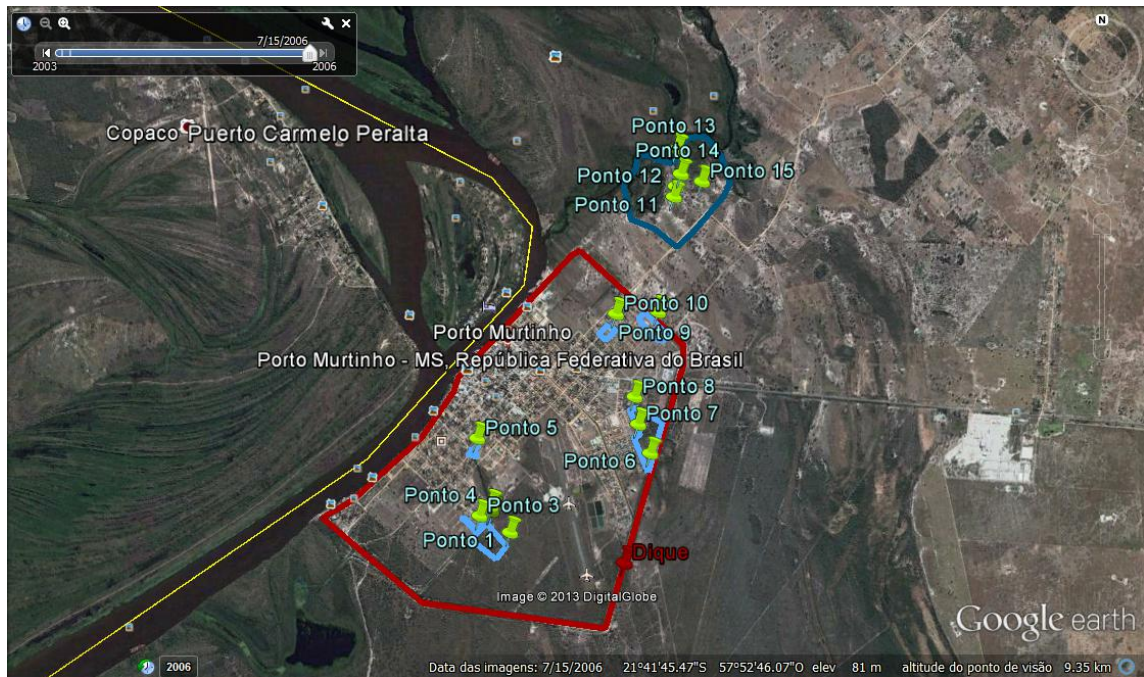 7/15/2006
2003
2006
N
Copaco
Puerto Carmelo Peralta
Ponto 13
Ponto 14
Ponto 15
Ponto 12
Ponto 11
Ponto 10
Porto Murtinho
Ponto 9
Porto Murtinho - MS, República Federativa do Brasil
Ponto 8
Ponto 7
Ponto 5
Ponto 6
Ponto 4
Ponto 3
Ponto 1
Dique
Image © 2013 DigitalGlobe
Google earth
2006
Data das imagens: 7/15/2006 21°41'45.47"S 57°52'46.07"O elev 81 m altitude do ponto de visão 9.35 km